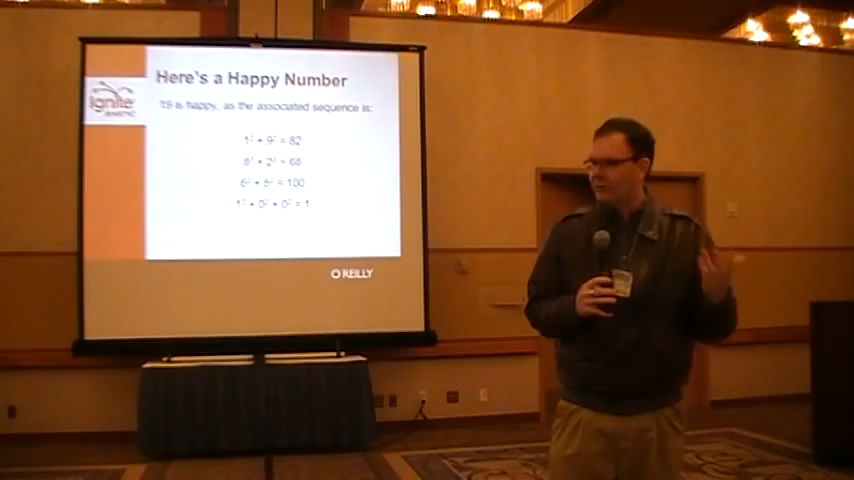 Here's a Happy Number
Ignite
19 is happy, as the associated sequence is:
1² + 9² = 82
8² + 2² = 68
6² + 8² = 100
1² + 0² + 0² = 1
O'REILLY